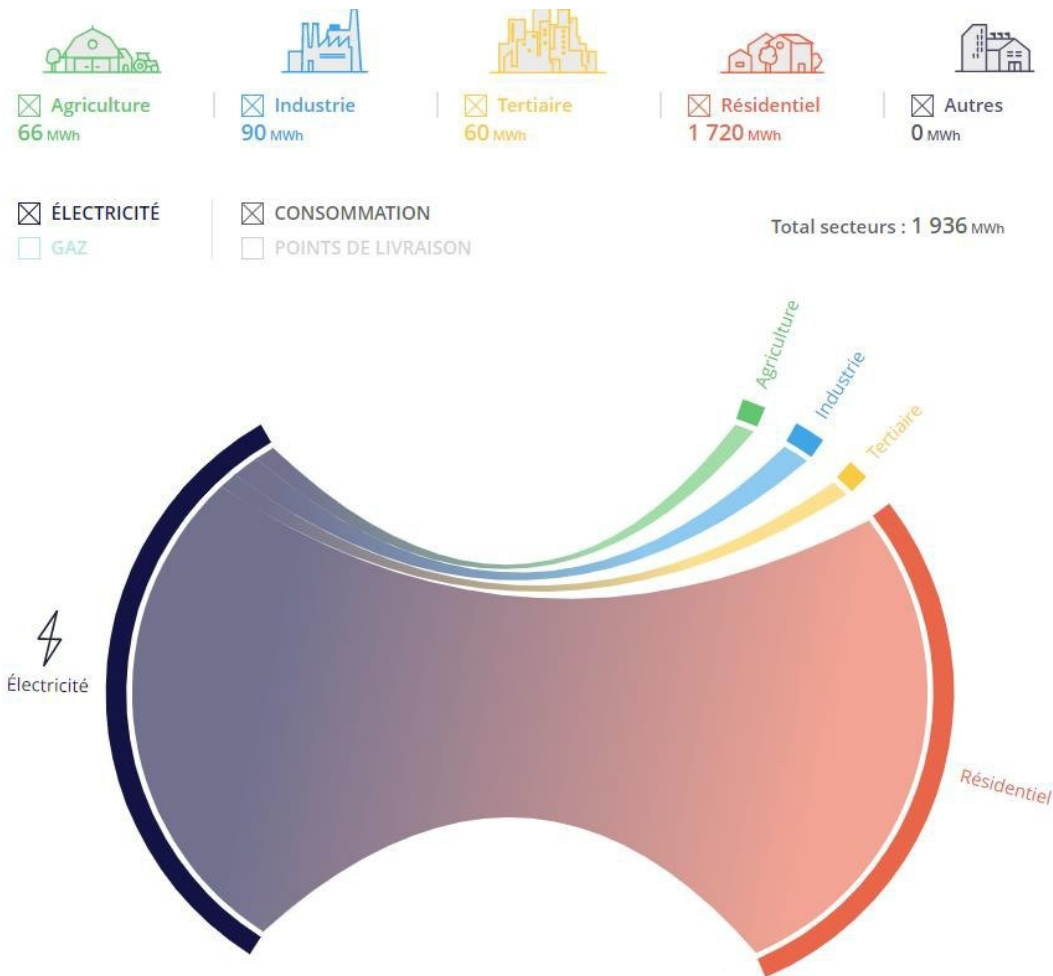 Agriculture
66 MWh
Industrie
90 MWh
Tertiaire
60 MWh
Résidentiel
1 720 MWh
Autres
0 MWh
ÉLECTRICITÉ
GAZ
CONSOMMATION
POINTS DE LIVRAISON
Total secteurs : 1 936 MWh
Agriculture
Industrie
Tertiaire
Électricité
Résidentiel